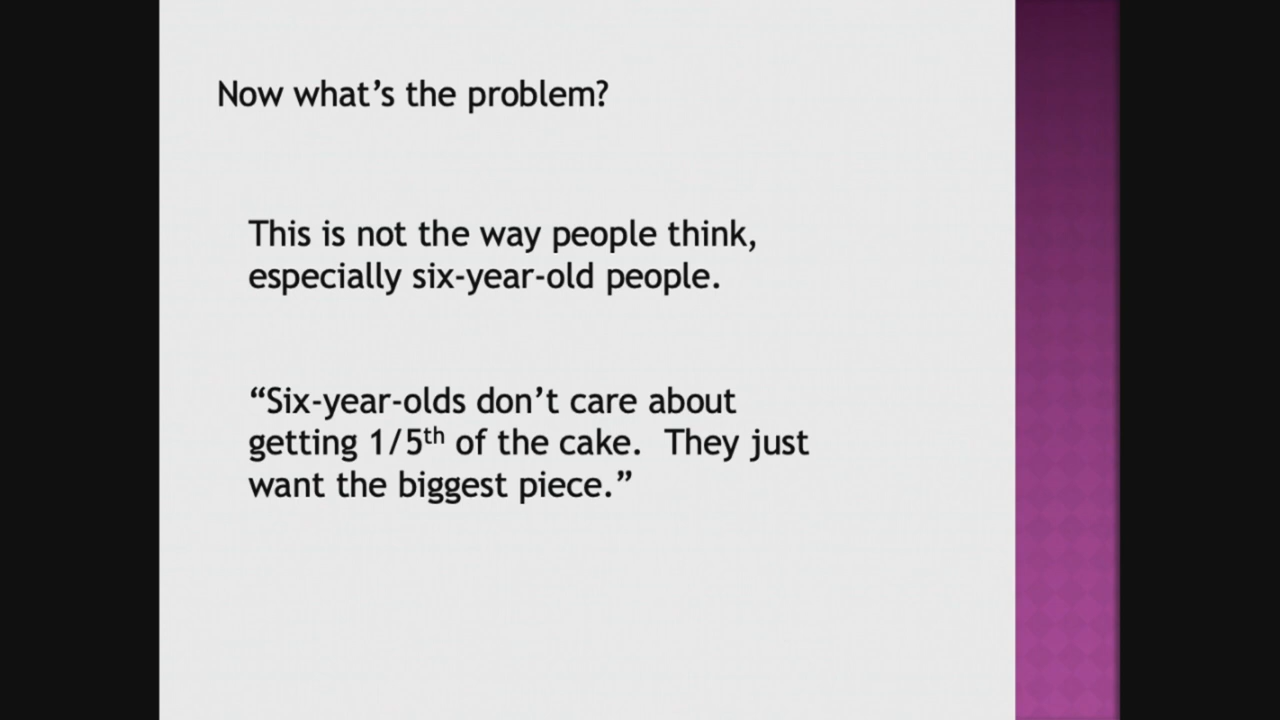 Now what’s the problem?
This is not the way people think,
especially six-year-old people.
“Six-year-olds don’t care about
getting 1/5th of the cake.  They just
want the biggest piece.”